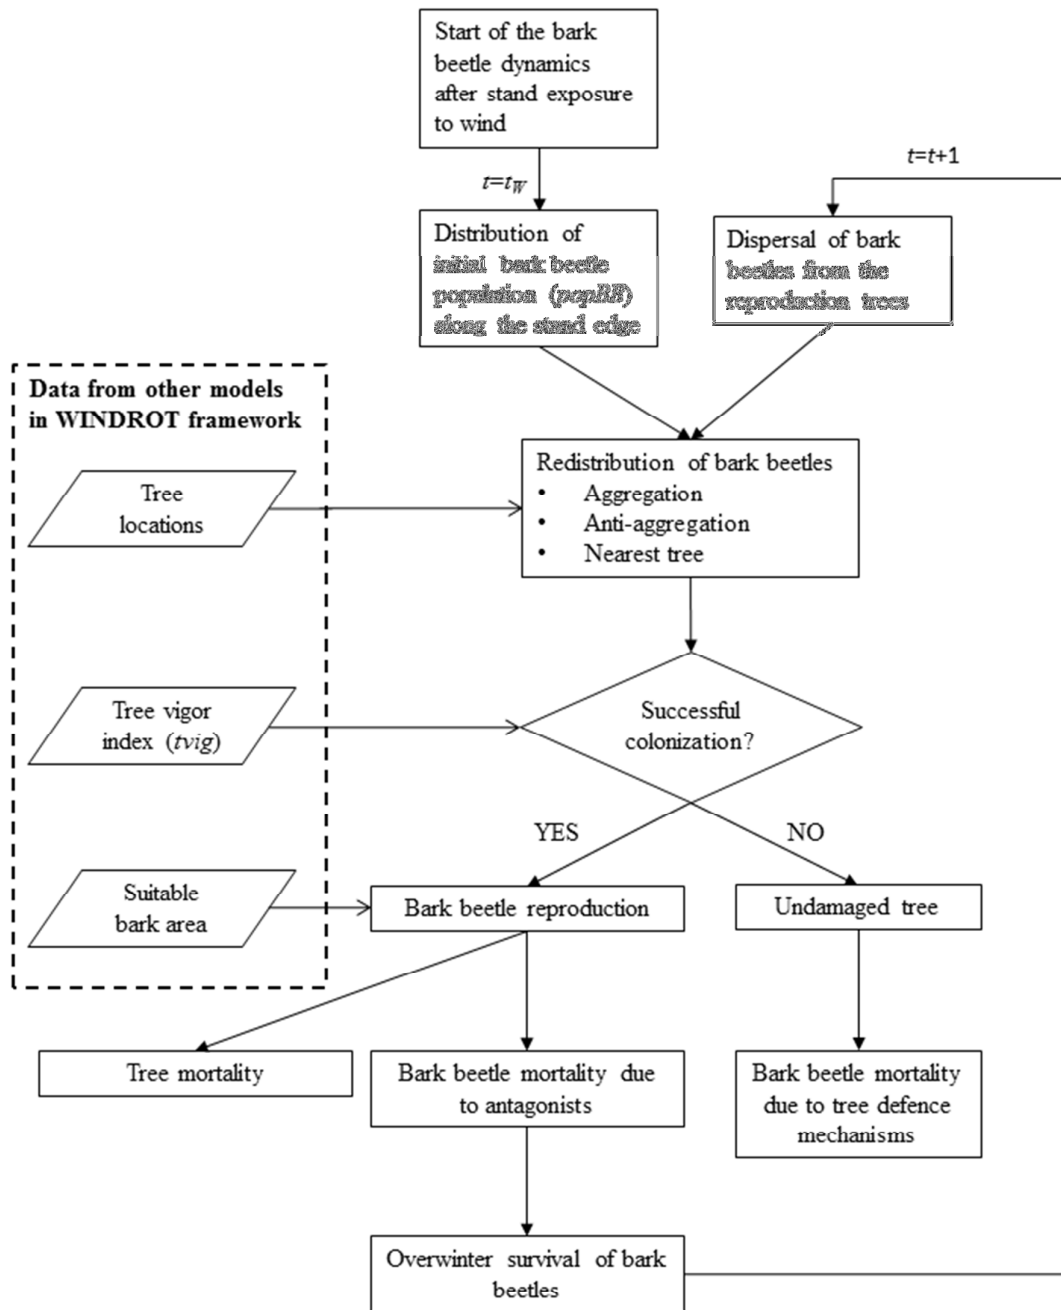 Start of the bark
beetle dynamics
after stand exposure
to wind
t=t+1
t=tW
Distribution of
initial bark beetle
population (popBB)
along the stand edge
Dispersal of bark
beetles from the
reproduction trees
Data from other models
in WINDROT framework
Redistribution of bark beetles
• Aggregation
• Anti-aggregation
• Nearest tree
Tree
locations
Tree vigor
index (tvig)
Successful
colonization?
YES
NO
Suitable
bark area
Bark beetle reproduction
Undamaged tree
Tree mortality
Bark beetle mortality due
to antagonists
Bark beetle mortality
due to tree defence
mechanisms
Overwinter survival of bark
beetles